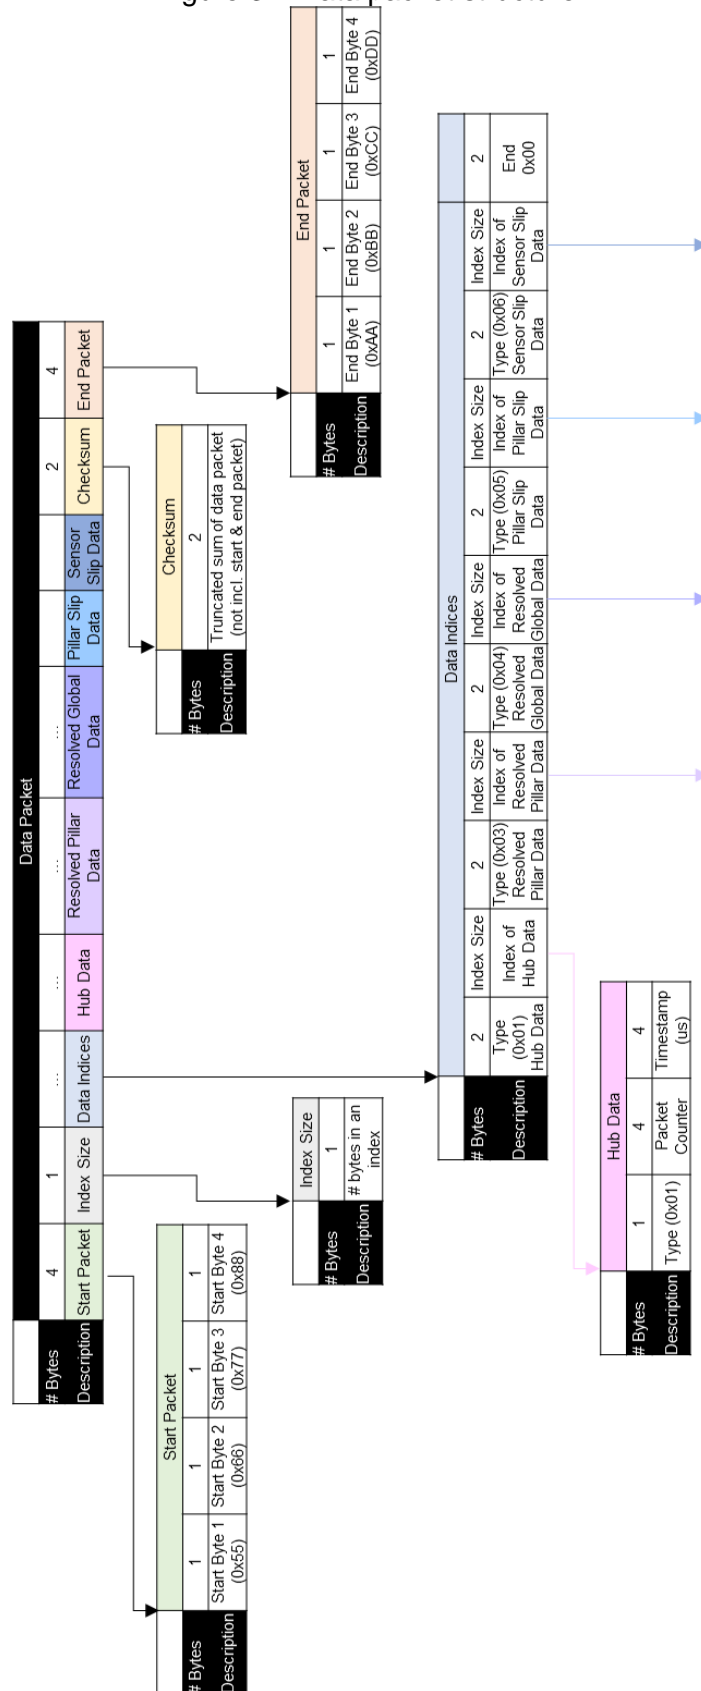 Data Packet
# Bytes
4
1
...
...
...
...
2
4
Description
Start Packet
Index Size
Data Indices
Hub Data
Resolved Pillar
Data
Resolved Global
Data
Pillar Slip
Data
Sensor
Slip Data
Checksum
End Packet
Start Packet
# Bytes
1
1
1
1
Description
Start Byte 1
(0x55)
Start Byte 2
(0x66)
Start Byte 3
(0x77)
Start Byte 4
(0x88)
Checksum
# Bytes
2
Description
Truncated sum of data packet
(not incl. start & end packet)
Index Size
# Bytes
1
Description
# bytes in an
index
End Packet
# Bytes
1
1
1
1
Description
End Byte 1
(0xAA)
End Byte 2
(0xBB)
End Byte 3
(0xCC)
End Byte 4
(0xDD)
Data Indices
# Bytes
2
Index Size
2
Index Size
2
Index Size
2
Index Size
2
Index Size
2
Description
Type
(0x01)
Hub Data
Index of
Hub Data
Type (0x03)
Resolved
Pillar Data
Index of
Resolved
Pillar Data
Type (0x04)
Resolved
Global Data
Index of
Resolved
Global Data
Type (0x05)
Pillar Slip
Data
Index of
Pillar Slip
Data
Type (0x06)
Sensor Slip
Data
Index of
Sensor Slip
Data
End
0x00
Hub Data
# Bytes
1
4
4
Description
Type (0x01)
Packet
Counter
Timestamp
(us)